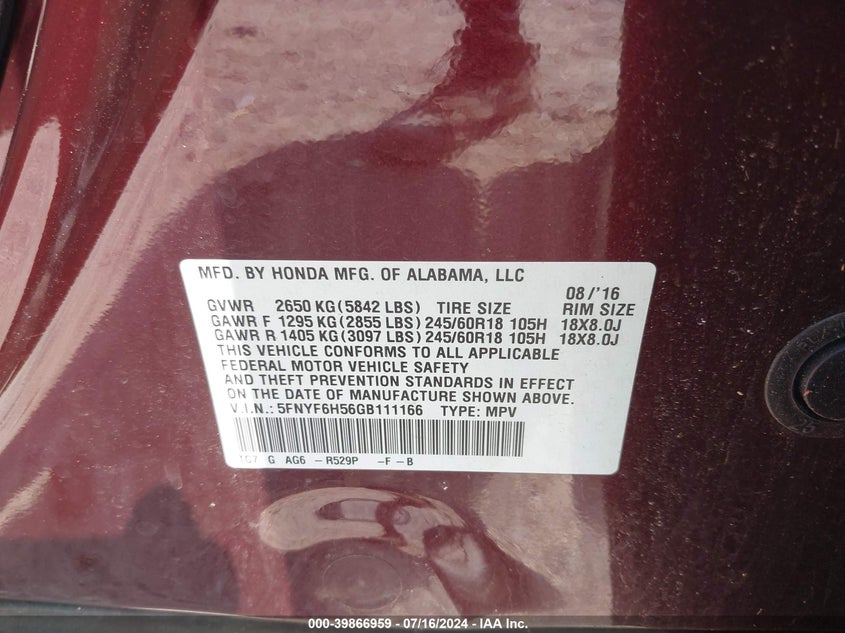 MFD. BY HONDA MFG. OF ALABAMA, LLC
08/'16
GVWR 2650 KG(5842 LBS) TIRE SIZE RIM SIZE
GAWR F 1295 KG(2855 LBS) 245/60R18 105H 18X8.0J
GAWR R 1405 KG(3097 LBS) 245/60R18 105H 18X8.0J
THIS VEHICLE CONFORMS TO ALL APPLICABLE
FEDERAL MOTOR VEHICLE SAFETY
AND THEFT PREVENTION STANDARDS IN EFFECT
ON THE DATE OF MANUFACTURE SHOWN ABOVE.
V.I.N.: 5FNYF6H56GB111166 TYPE: MPV
TG7 G AG6 -R529P -F-B
000-39866959 - 07/16/2024 - IAA Inc.